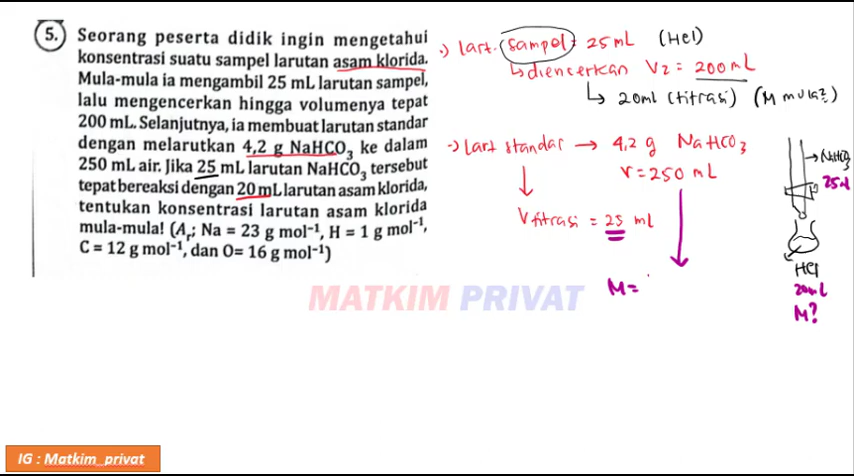 5. Seorang peserta didik ingin mengetahui
konsentrasi suatu sampel larutan asam klorida.
Mula-mula ia mengambil 25 mL larutan sampel,
lalu mengencerkan hingga volumenya tepat
200 mL. Selanjutnya, ia membuat larutan standar
dengan melarutkan 4,2 g NaHCO₃ ke dalam
250 mL air. Jika 25 mL larutan NaHCO₃ tersebut
tepat bereaksi dengan 20 mL larutan asam klorida,
tentukan konsentrasi larutan asam klorida
mula-mula! (Aᵣ; Na = 23 g mol⁻¹, H = 1 g mol⁻¹,
C = 12 g mol⁻¹, dan O= 16 g mol⁻¹)
·) lart. Sampel = 25 mL (HCl)
↳ diencerkan V2 = 200 mL
↳ 20ml (titrasi) (M mula²?)
·) Lart standar → 4,2 g NaHCO3
V = 250 mL
V titrasi = 25 mL
M =
→ NaHCO3
25 ml
HCl
20mL
M?
MATKIM PRIVAT
IG : Matkim_privat